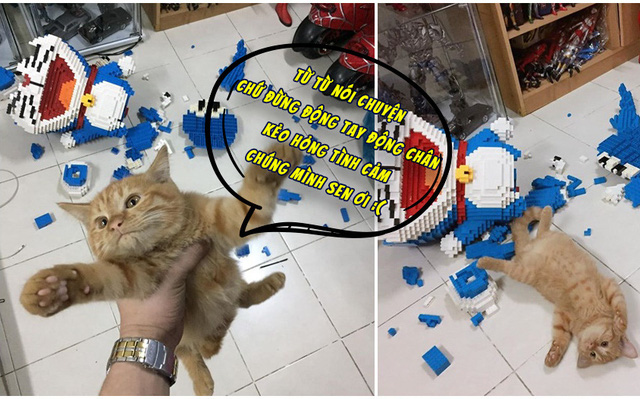 TỪ TỪ NÓI CHUYỆN
CHỨ ĐỪNG ĐỘNG TAY ĐỘNG CHÂN
KẺO HỎNG TÌNH CẢM
CHÚNG MÌNH SEN ƠI :(